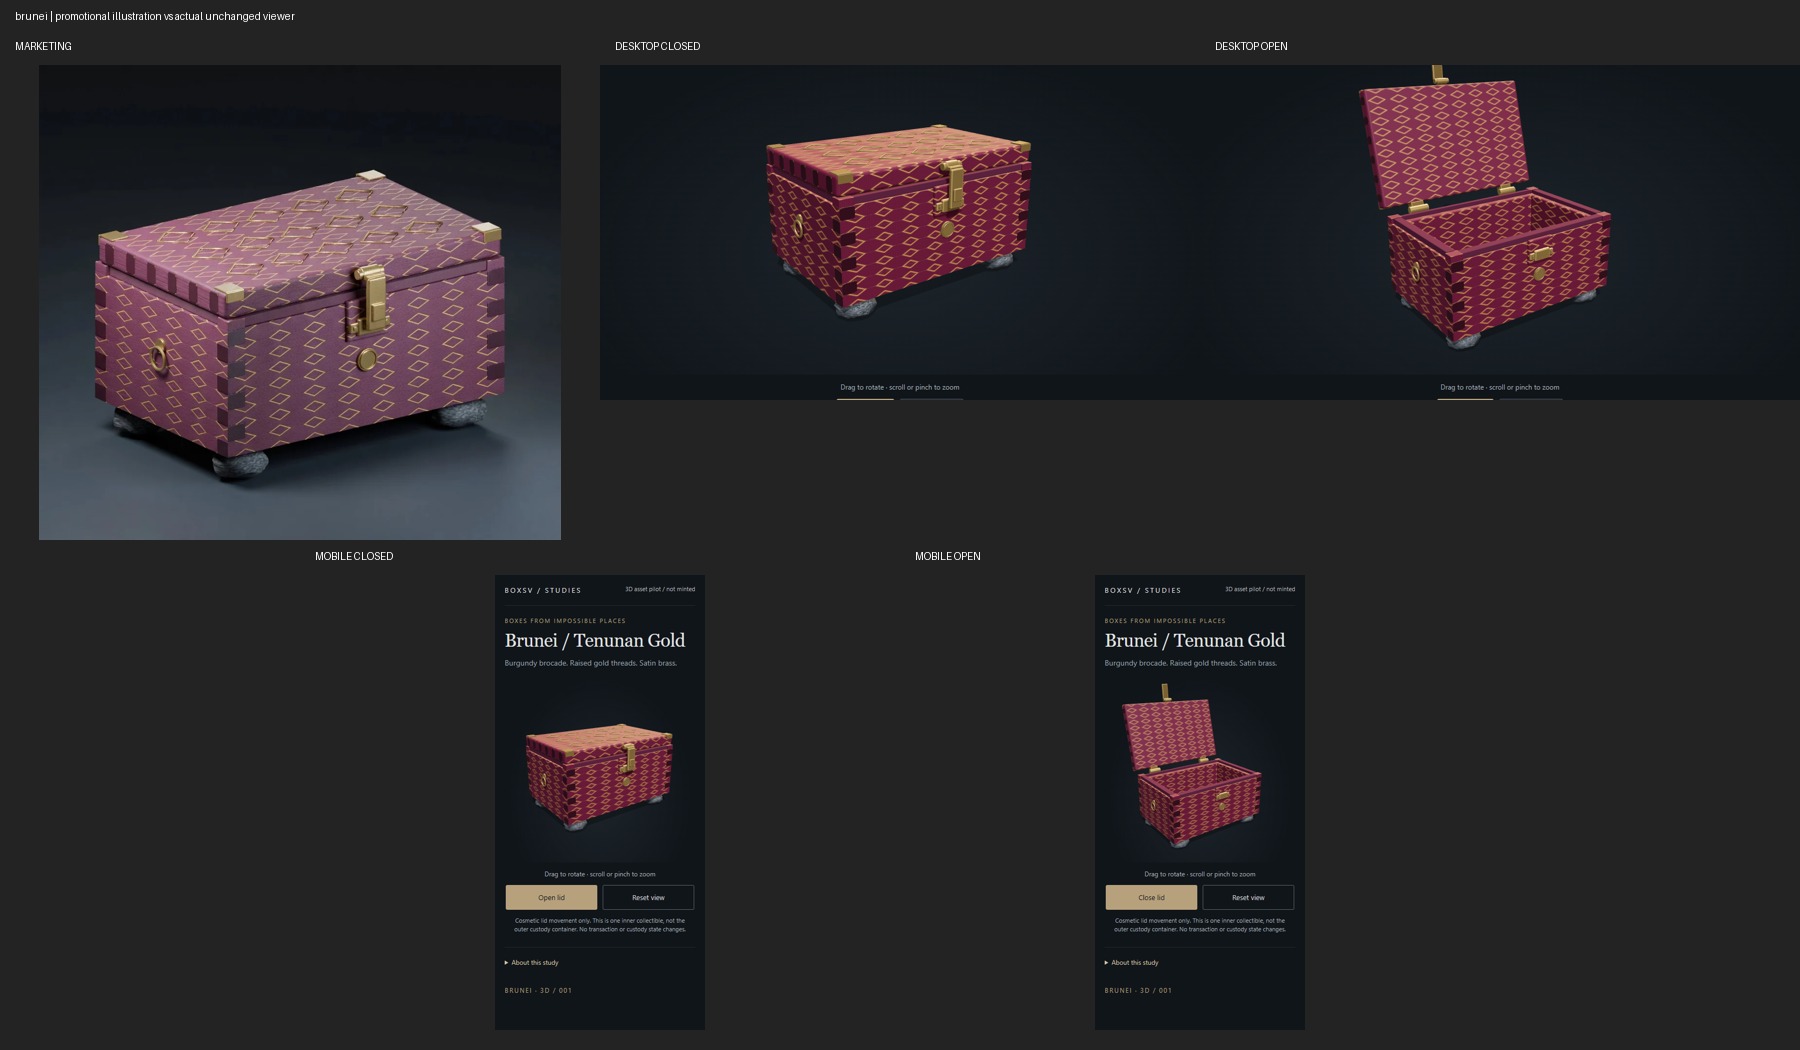 brunei | promotional illustration vs actual unchanged viewer
MARKETING
DESKTOP CLOSED
DESKTOP OPEN
Drag to rotate · scroll or pinch to zoom
Drag to rotate · scroll or pinch to zoom
MOBILE CLOSED
MOBILE OPEN
BOXSV / STUDIES
3D asset pilot / not minted
BOXES FROM IMPOSSIBLE PLACES
Brunei / Tenunan Gold
Burgundy brocade. Raised gold threads. Satin brass.
Drag to rotate · scroll or pinch to zoom
Open lid
Reset view
Cosmetic lid movement only. This is one inner collectible, not the
outer custody container. No transaction or custody state changes.
▶ About this study
BRUNEI - 3D / 001
BOXSV / STUDIES
3D asset pilot / not minted
BOXES FROM IMPOSSIBLE PLACES
Brunei / Tenunan Gold
Burgundy brocade. Raised gold threads. Satin brass.
Drag to rotate · scroll or pinch to zoom
Close lid
Reset view
Cosmetic lid movement only. This is one inner collectible, not the
outer custody container. No transaction or custody state changes.
▶ About this study
BRUNEI - 3D / 001